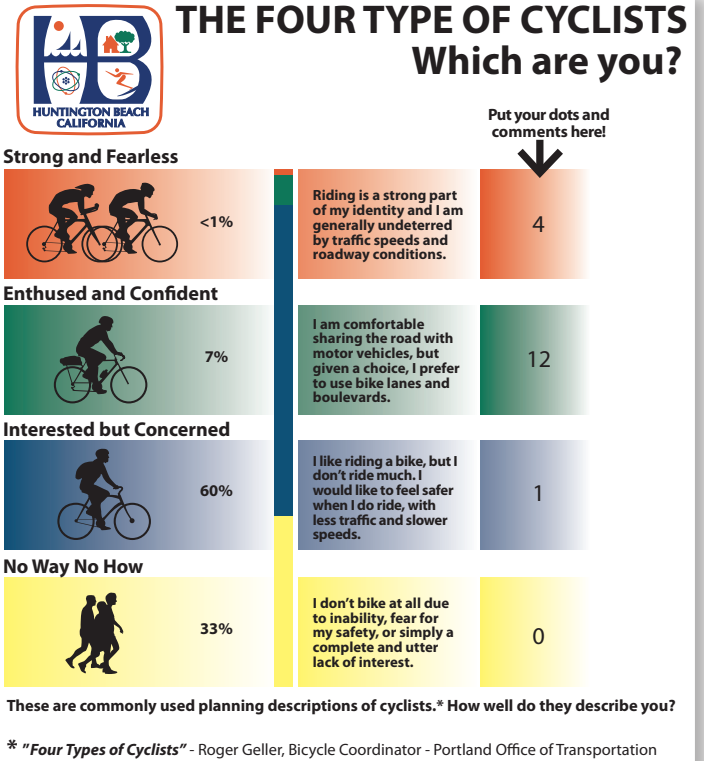 THE FOUR TYPE OF CYCLISTS
Which are you?
HB
HUNTINGTON BEACH
CALIFORNIA
Put your dots and
comments here!
Strong and Fearless
<1%
Riding is a strong part
of my identity and I am
generally undeterred
by traffic speeds and
roadway conditions.
4
Enthused and Confident
7%
I am comfortable
sharing the road with
motor vehicles, but
given a choice, I prefer
to use bike lanes and
boulevards.
12
Interested but Concerned
60%
I like riding a bike, but I
don't ride much. I
would like to feel safer
when I do ride, with
less traffic and slower
speeds.
1
No Way No How
33%
I don't bike at all due
to inability, fear for
my safety, or simply a
complete and utter
lack of interest.
0
These are commonly used planning descriptions of cyclists.* How well do they describe you?
* "Four Types of Cyclists" - Roger Geller, Bicycle Coordinator - Portland Office of Transportation